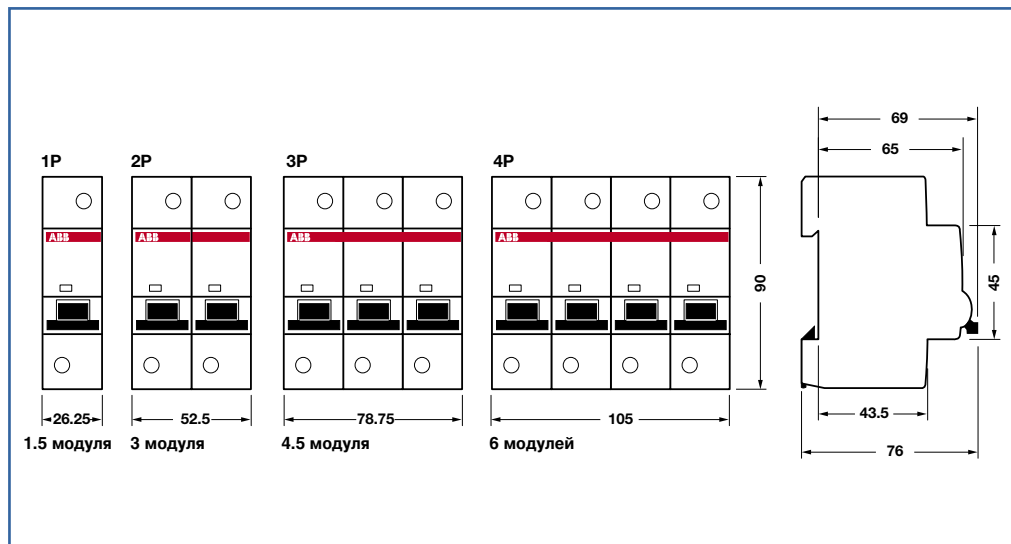 69
65
1P
2P
3P
4P
ABB
ABB
ABB
ABB
90
45
26.25
52.5
78.75
105
43.5
1.5 модуля
3 модуля
4.5 модуля
6 модулей
76